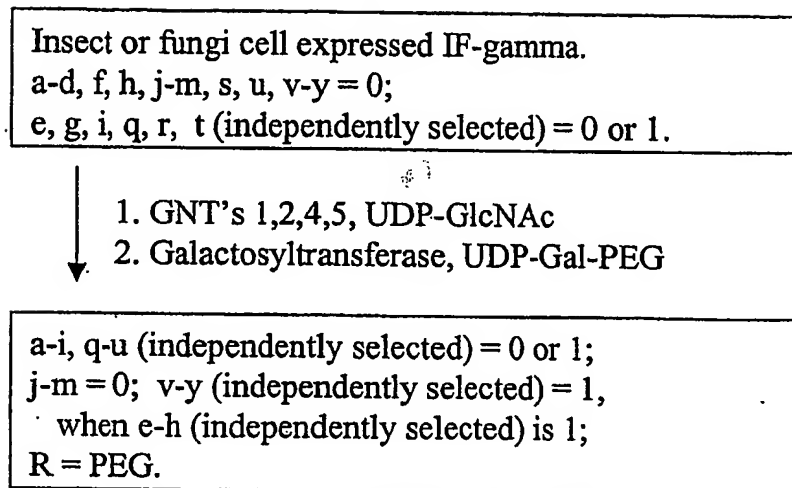 Insect or fungi cell expressed IF-gamma.
a-d, f, h, j-m, s, u, v-y = 0;
e, g, i, q, r, t (independently selected) = 0 or 1.
1. GNT's 1,2,4,5, UDP-GlcNAc
2. Galactosyltransferase, UDP-Gal-PEG
a-i, q-u (independently selected) = 0 or 1;
j-m = 0; v-y (independently selected) = 1,
when e-h (independently selected) is 1;
R = PEG.